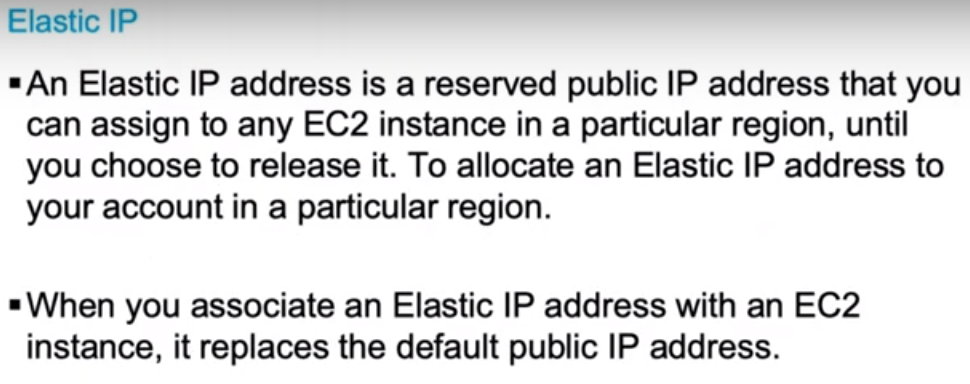 Elastic IP
▪An Elastic IP address is a reserved public IP address that you
can assign to any EC2 instance in a particular region, until
you choose to release it. To allocate an Elastic IP address to
your account in a particular region.
▪When you associate an Elastic IP address with an EC2
instance, it replaces the default public IP address.